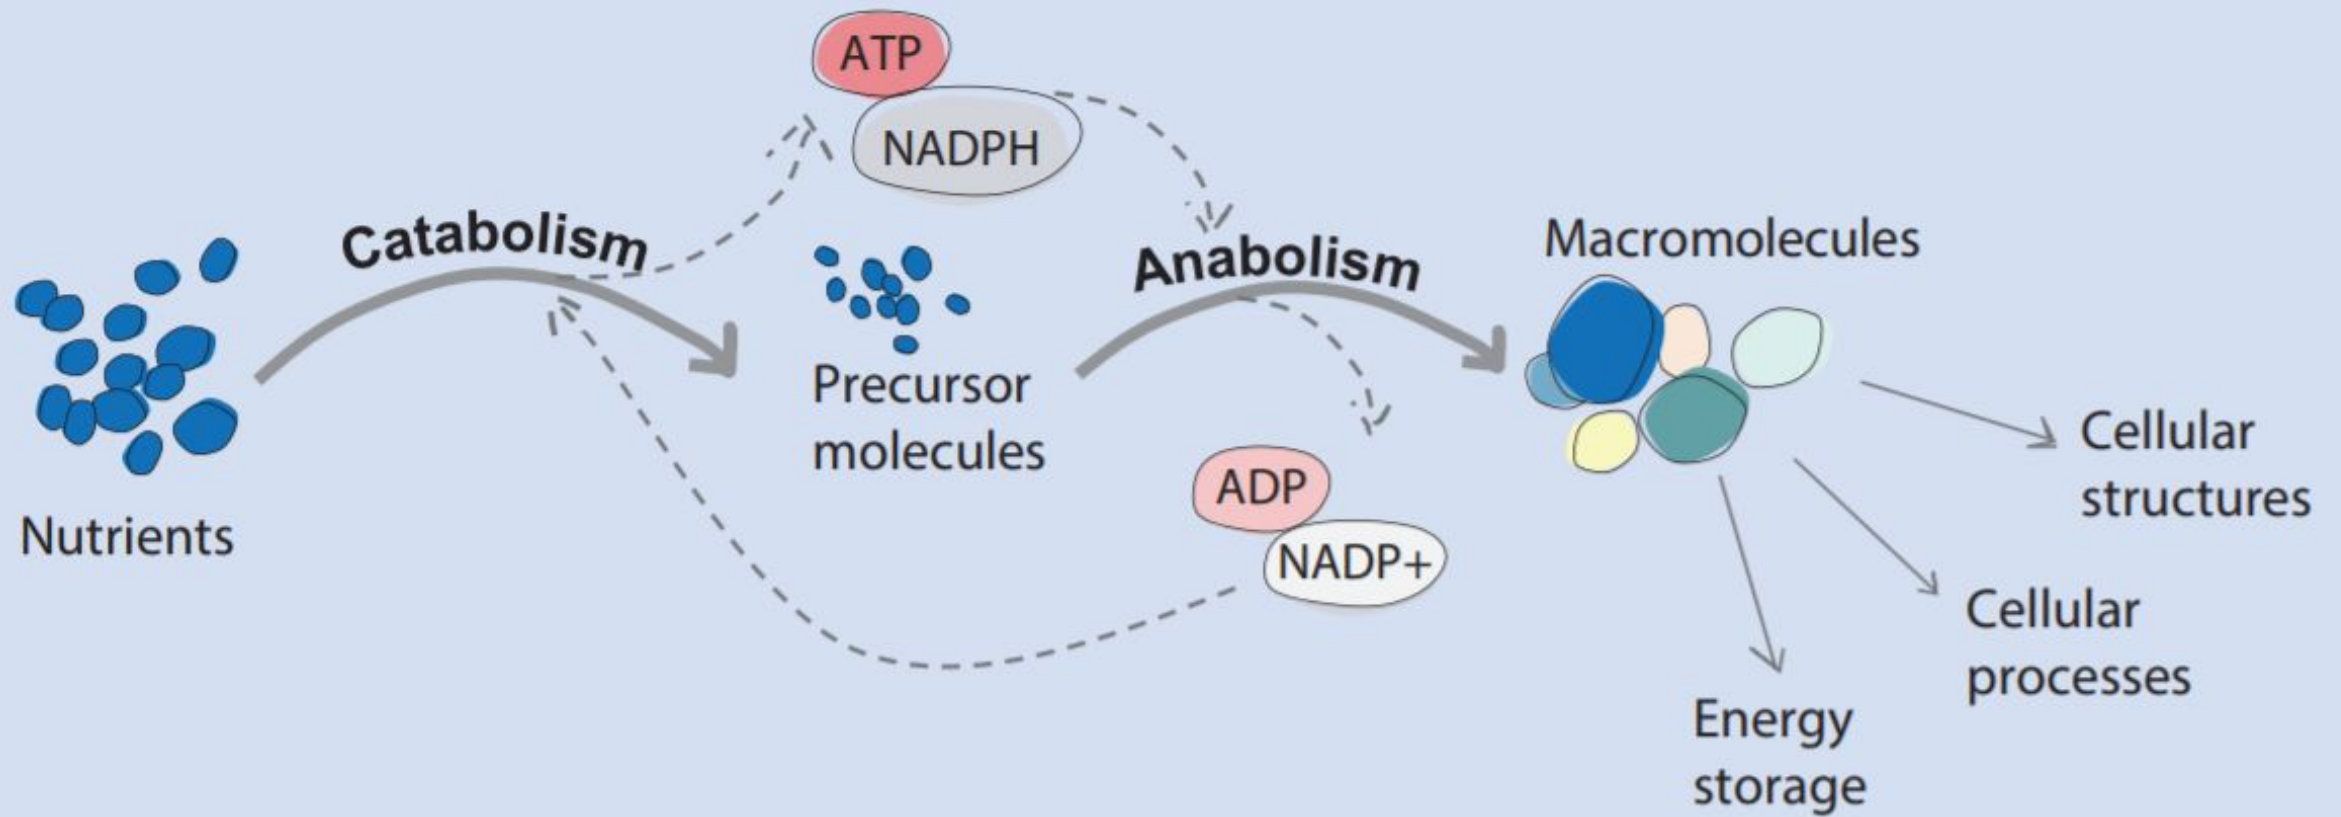 ATP
NADPH
Catabolism
Anabolism
Macromolecules
Nutrients
Precursor
molecules
ADP
NADP+
Cellular
structures
Cellular
processes
Energy
storage